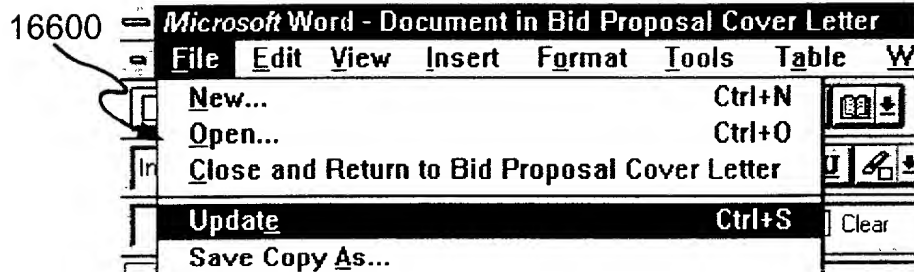 16600
Microsoft Word - Document in Bid Proposal Cover Letter
File Edit View Insert Format Tools Table W
New... Ctrl+N
Open... Ctrl+O
In Close and Return to Bid Proposal Cover Letter U
Update Ctrl+S Clear
Save Copy As...